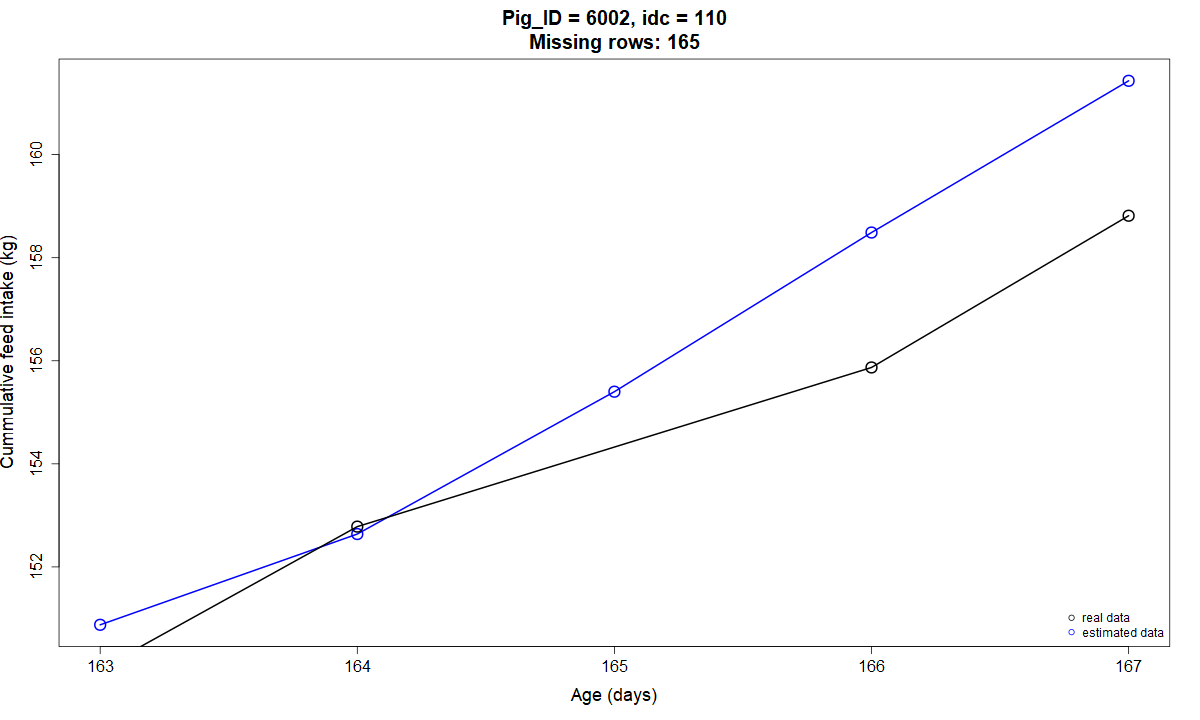 Pig_ID = 6002, idc = 110
Missing rows: 165
Cummulative feed intake (kg)
160
158
156
154
152
real data
estimated data
163 164 165 166 167
Age (days)